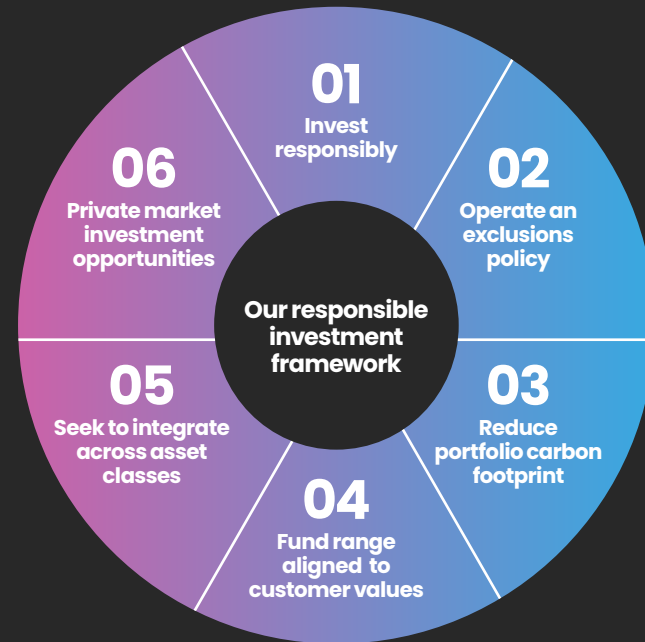 01
Invest
responsibly
02
Operate an
exclusions
policy
03
Reduce
portfolio carbon
footprint
04
Fund range
aligned to
customer values
05
Seek to integrate
across asset
classes
06
Private market
investment
opportunities
Our responsible
investment
framework